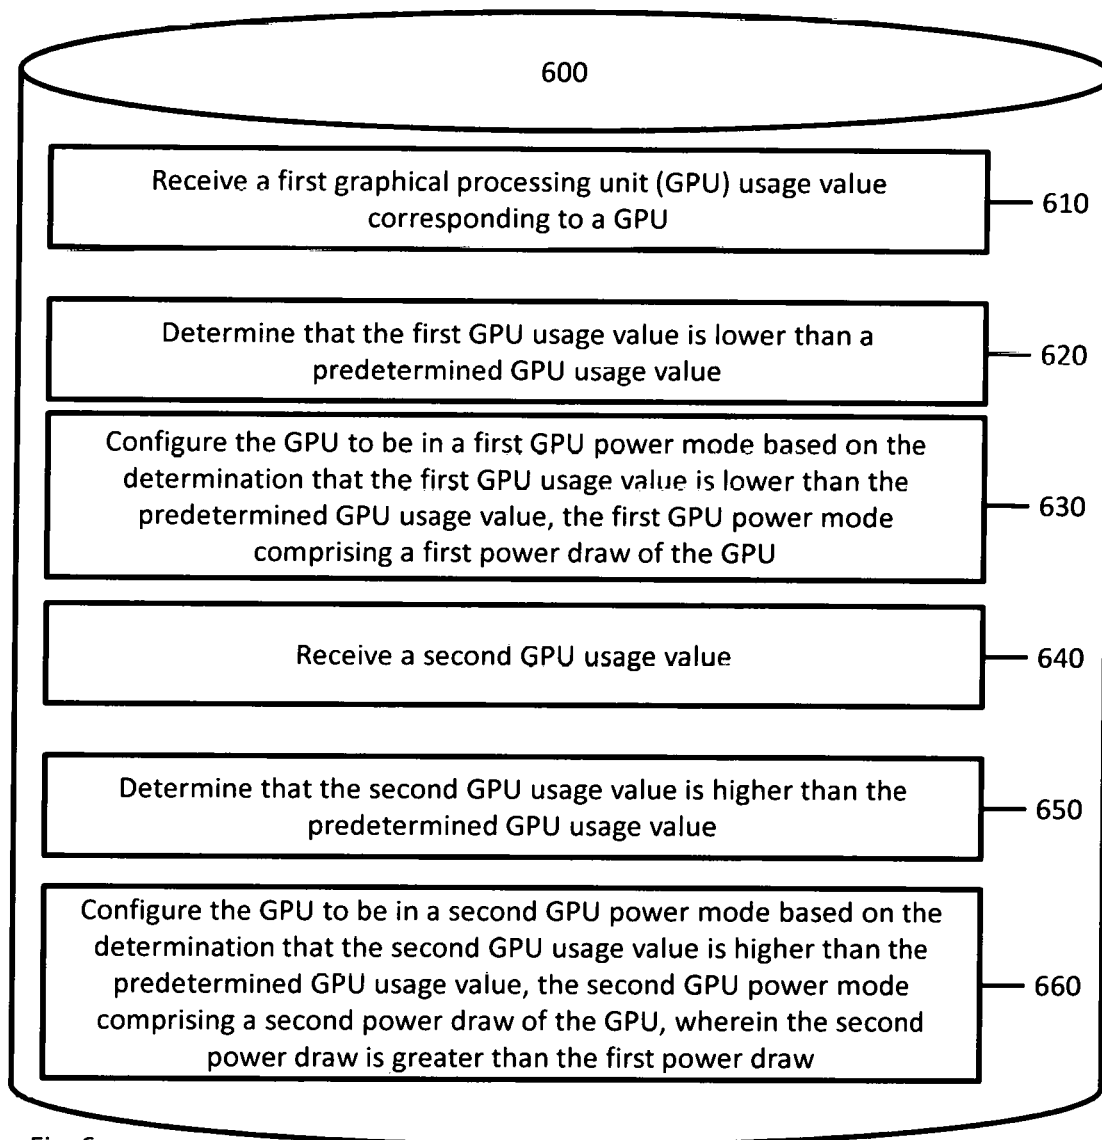 600
Receive a first graphical processing unit (GPU) usage value
corresponding to a GPU
610
Determine that the first GPU usage value is lower than a
predetermined GPU usage value
620
Configure the GPU to be in a first GPU power mode based on the
determination that the first GPU usage value is lower than the
predetermined GPU usage value, the first GPU power mode
comprising a first power draw of the GPU
630
Receive a second GPU usage value
640
Determine that the second GPU usage value is higher than the
predetermined GPU usage value
650
Configure the GPU to be in a second GPU power mode based on the
determination that the second GPU usage value is higher than the
predetermined GPU usage value, the second GPU power mode
comprising a second power draw of the GPU, wherein the second
power draw is greater than the first power draw
660